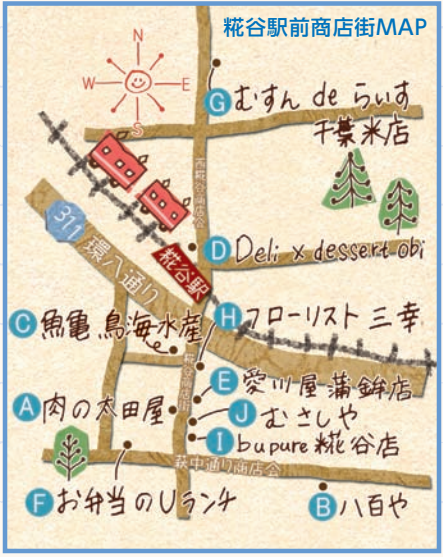 糀谷駅前商店街MAP
N
W
E
S
G むすん de らいす
千葉米店
西糀谷商店会
D Deli × dessert obi
311 環八通り
糀谷駅
C 魚亀 鳥海水産
H フローリスト 三幸
糀谷商店街
E 愛川屋蒲鉾店
A 肉の太田屋
J むさしや
I bupure 糀谷店
萩中通り商店会
F お弁当のUランチ
B 八百や